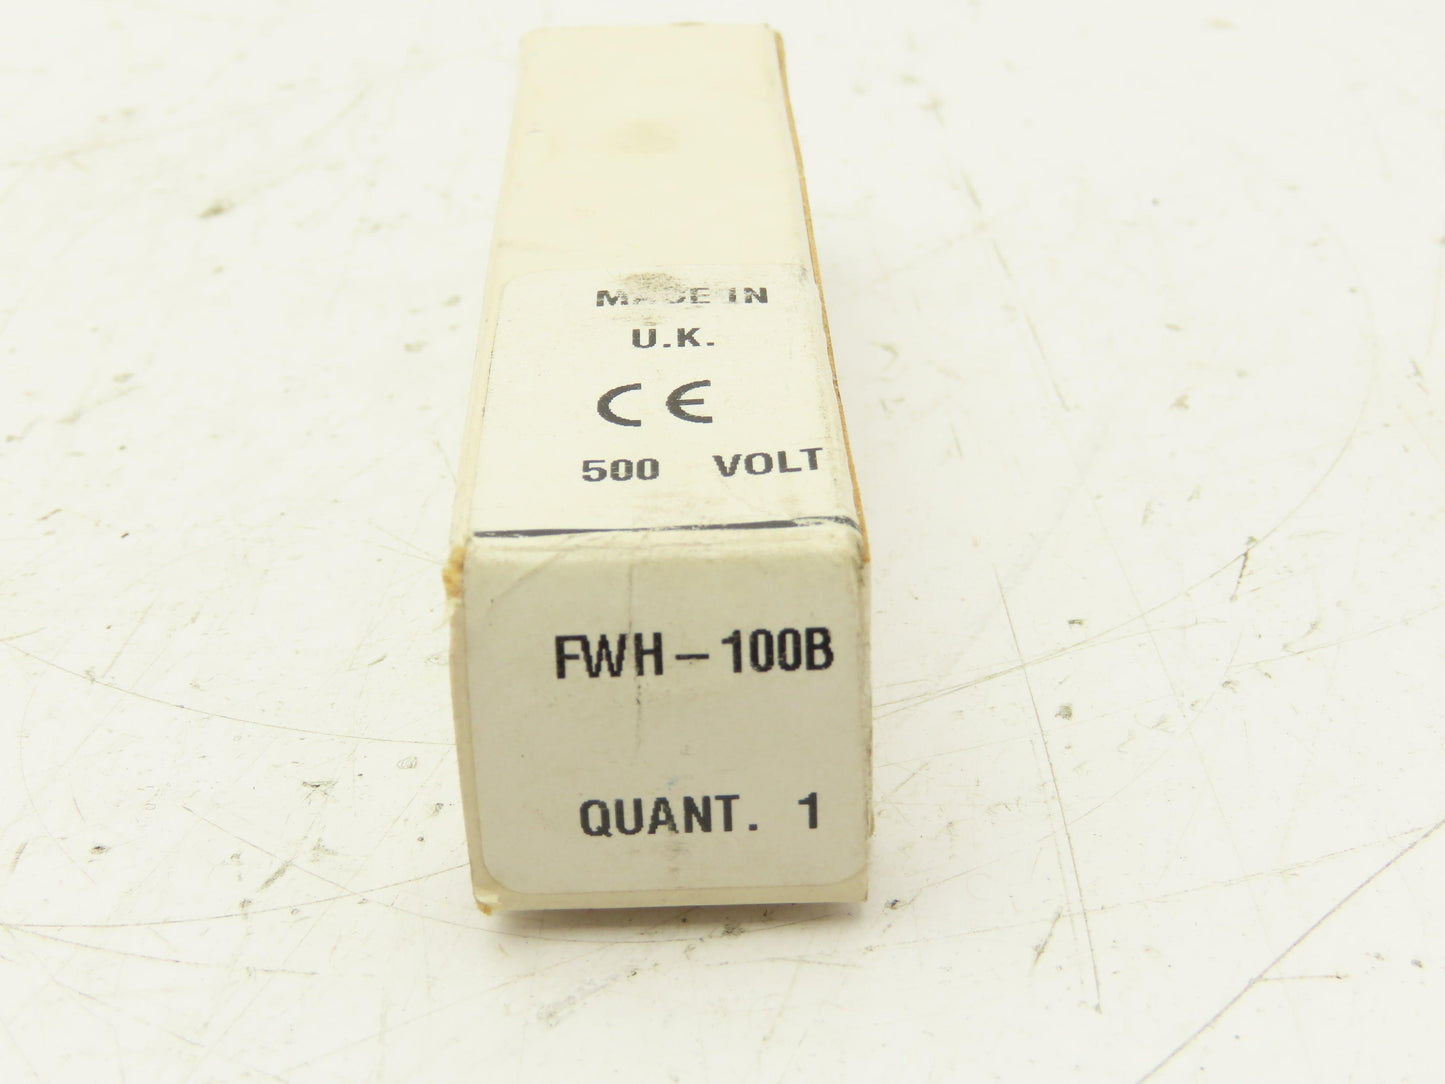 MADE IN
U.K.
CE
500 VOLT
FWH-100B
QUANT. 1